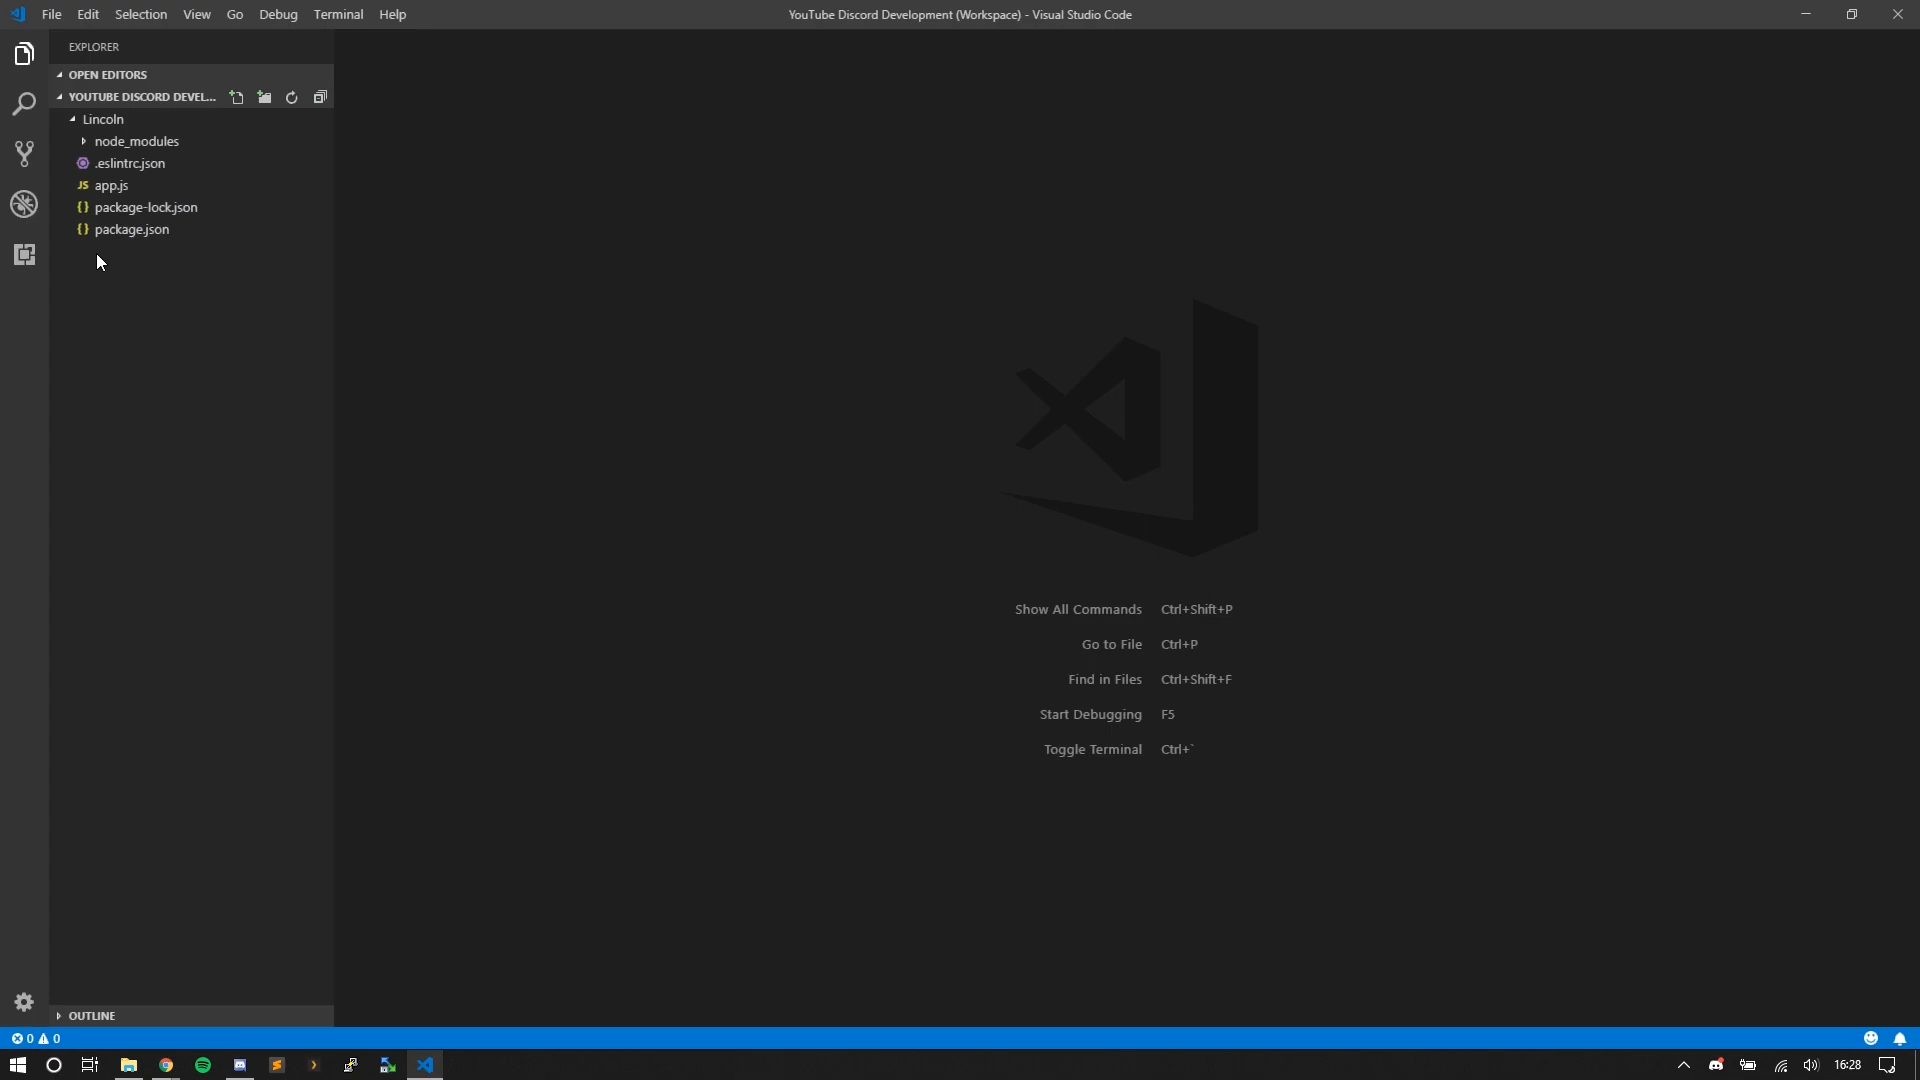 File Edit Selection View Go Debug Terminal Help
YouTube Discord Development (Workspace) - Visual Studio Code
EXPLORER
OPEN EDITORS
YOUTUBE DISCORD DEVEL...
Lincoln
node_modules
.eslintrc.json
JS app.js
{} package-lock.json
{} package.json
Show All Commands Ctrl+Shift+P
Go to File Ctrl+P
Find in Files Ctrl+Shift+F
Start Debugging F5
Toggle Terminal Ctrl+`
OUTLINE
0 0
16:28